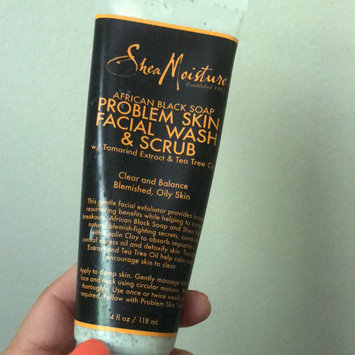 SheaMoisture
Established 19
AFRICAN BLACK SOAP
PROBLEM SKIN
FACIAL WASH
& SCRUB
w/ Tamarind Extract & Tea Tree O
Clear and Balance
Blemished, Oily Skin
This gentle facial exfoliator provides
resurfacing benefits while helping to
breakouts. African Black Soap and Shea
natural blemish-fighting secrets,
with Kaolin Clay to absorb
control excess oil and detoxify skin.
Extract and Tea Tree Oil help calm
encourage skin to clear.
Apply to damp skin. Gently massage
face and neck using circular motions.
thoroughly. Use once or twice
required. Follow with Problem Skin
4 fl oz / 118 ml